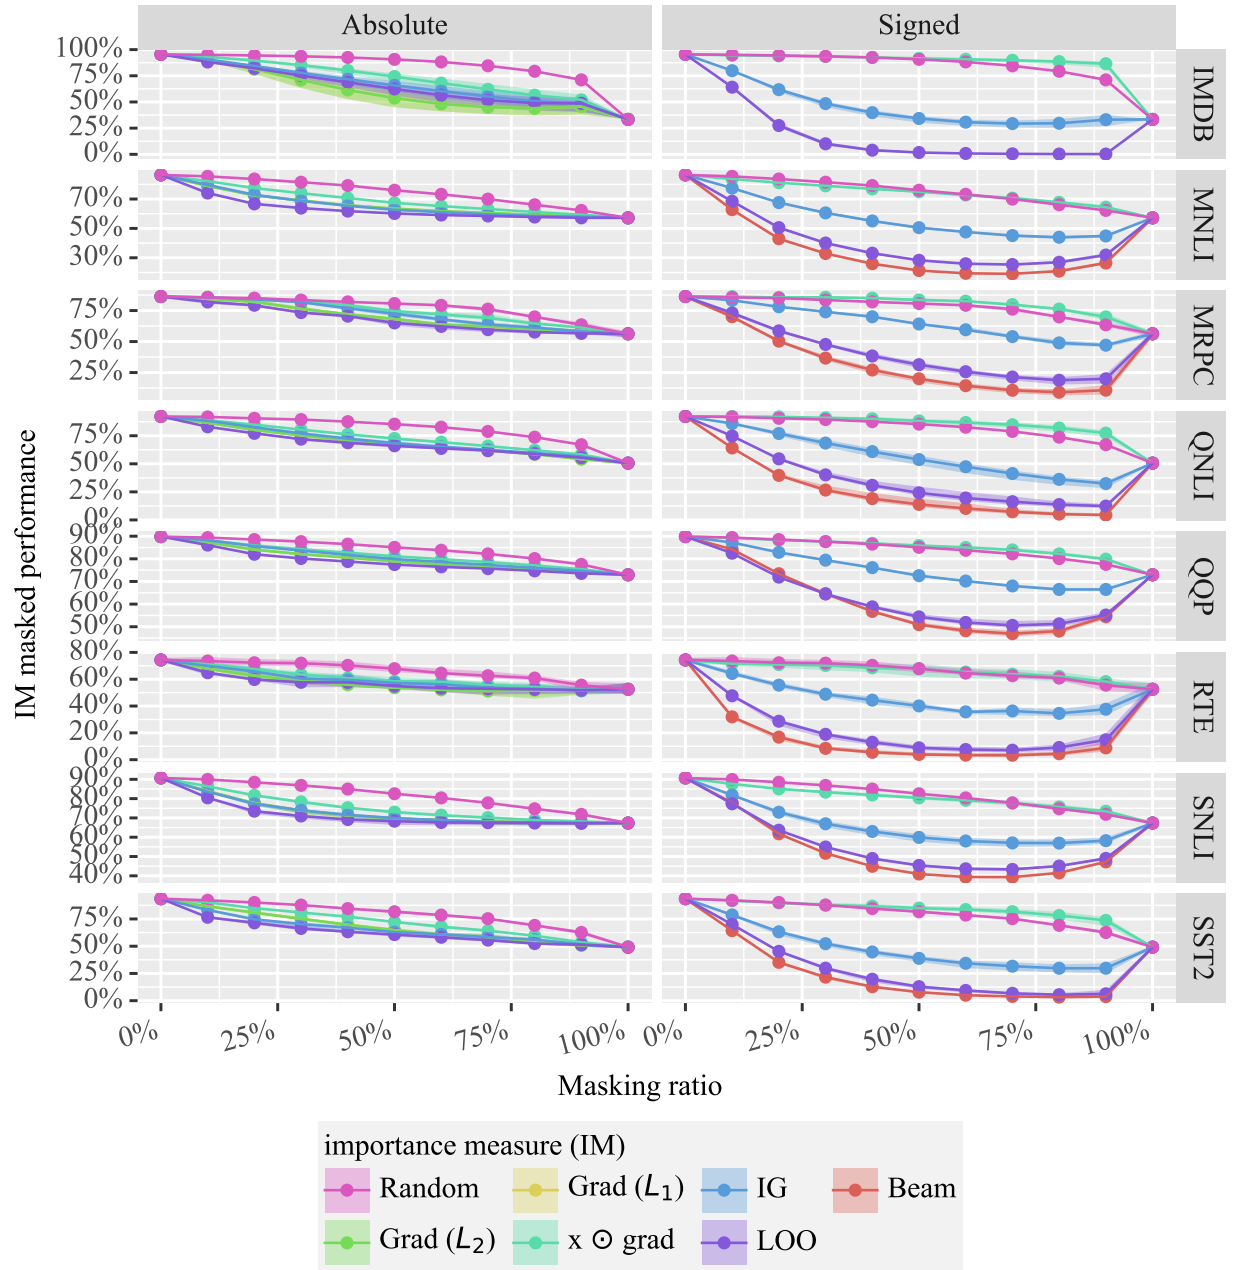 Absolute Signed
100%
75%
50%
25%
0%
IMDB
70%
50%
30%
MNLI
75%
50%
25%
MRPC
75%
50%
25%
0%
QNLI
90%
80%
70%
60%
50%
QQP
80%
60%
40%
20%
0%
RTE
90%
80%
70%
60%
50%
40%
SNLI
75%
50%
25%
0%
SST2
IM masked performance
0% 25% 50% 75% 100% 0% 25% 50% 75% 100%
Masking ratio
importance measure (IM)
Random Grad (L₁) IG Beam
Grad (L₂) x ⊙ grad LOO